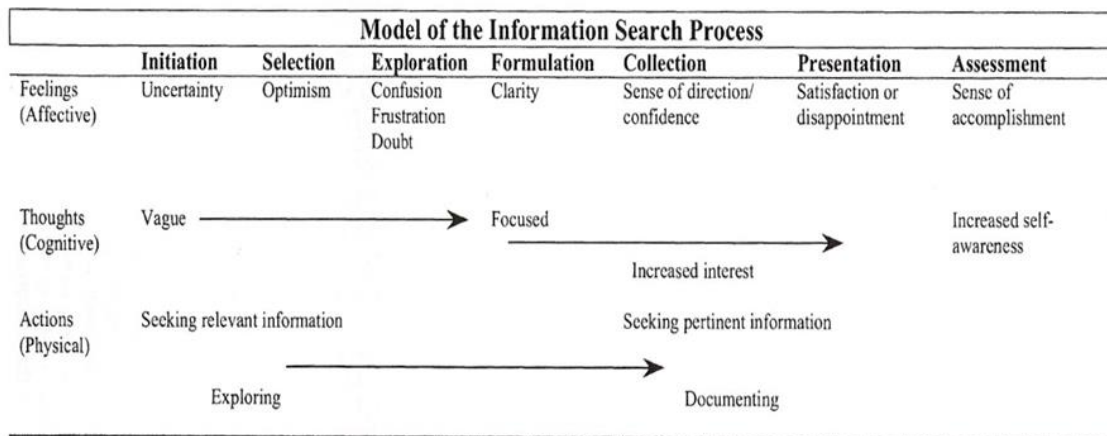 Model of the Information Search Process
Initiation Selection Exploration Formulation Collection Presentation Assessment
Feelings Uncertainty Optimism Confusion Clarity Sense of direction/ Satisfaction or Sense of
(Affective) Frustration confidence disappointment accomplishment
Doubt
Thoughts Vague Focused Increased self-
(Cognitive) awareness
Increased interest
Actions Seeking relevant information Seeking pertinent information
(Physical)
Exploring Documenting